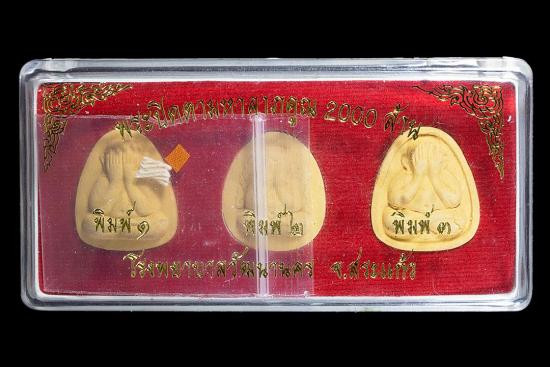 พระปิดตามหาลาภคูณ 2000 ล้าน
พิมพ์ ๑
พิมพ์ ๒
พิมพ์ ๓
โรงพยาบาลวัฒนานคร จ.สระแก้ว